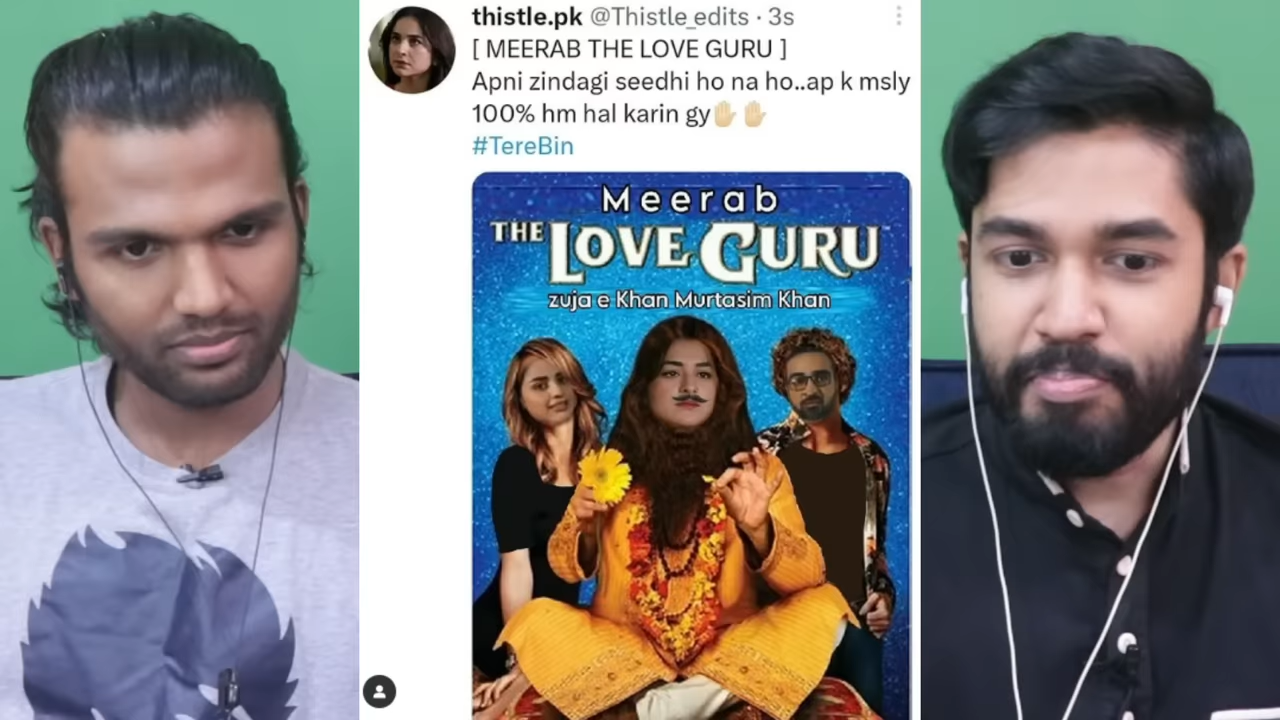 thistle.pk @Thistle_edits · 3s
[ MEERAB THE LOVE GURU ]
Apni zindagi seedhi ho na ho..ap k msly
100% hm hal karin gy✋🏻✋🏻
#TereBin
Meerab
THE LOVE GURU
zuja e Khan Murtasim Khan